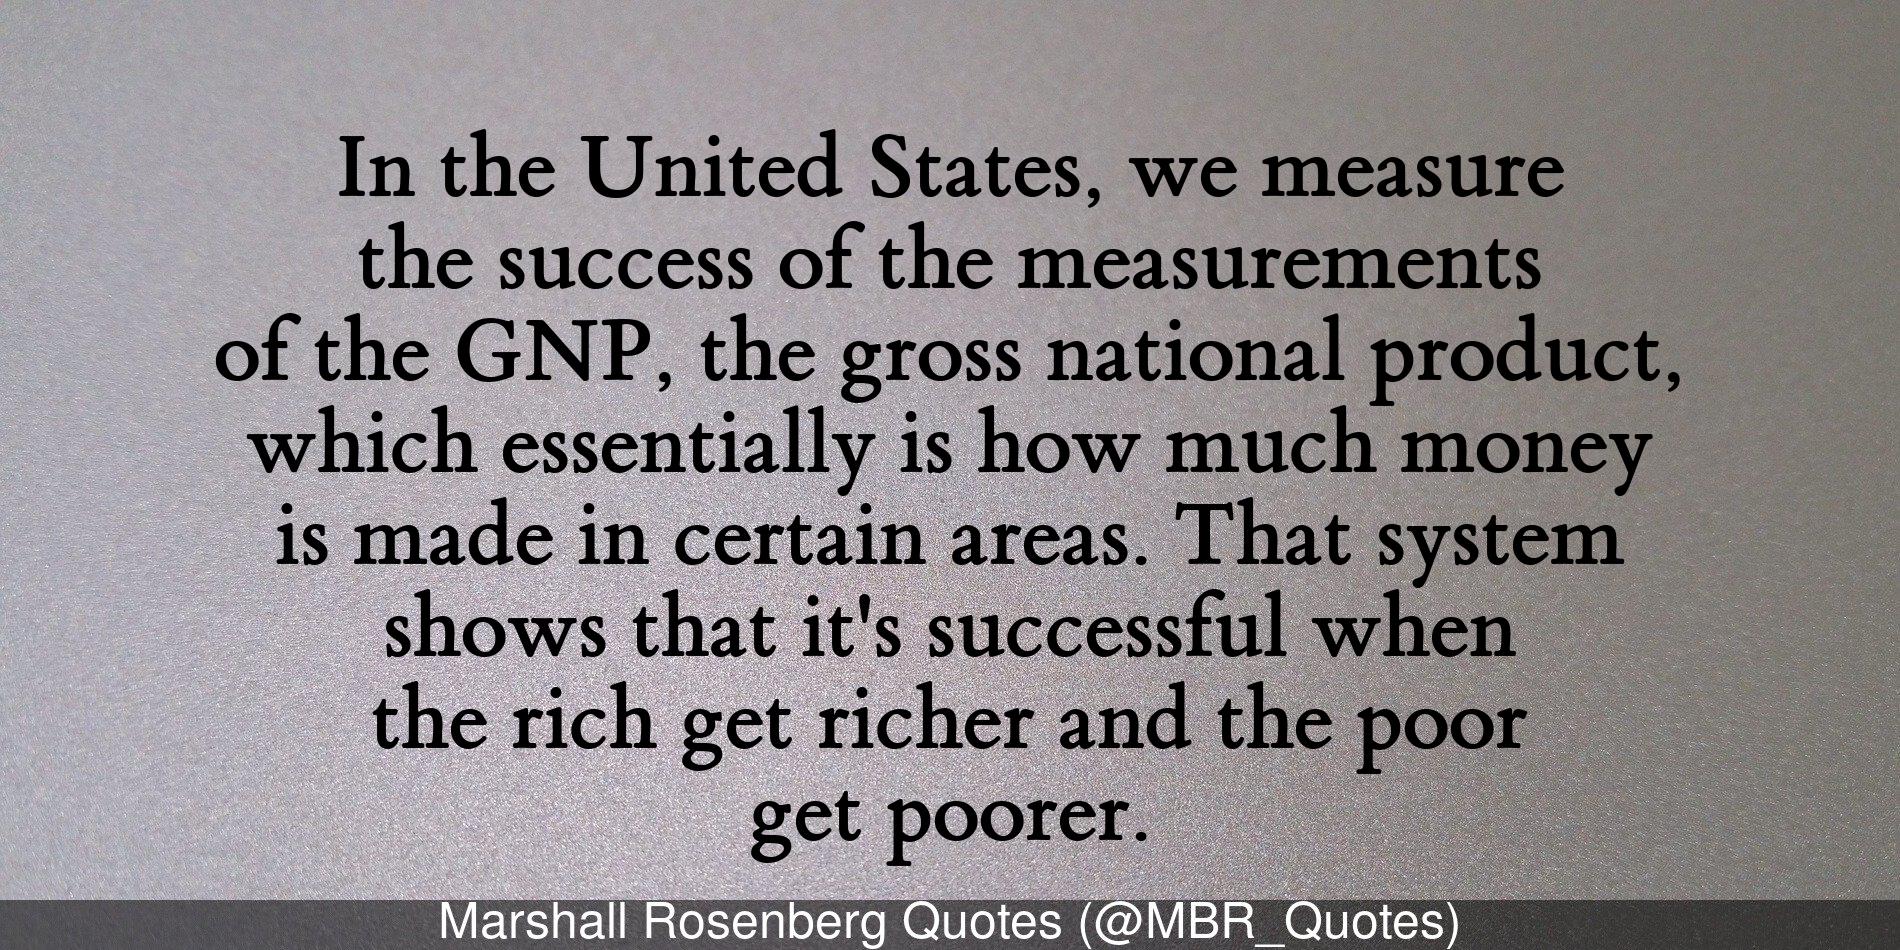 In the United States, we measure
the success of the measurements
of the GNP, the gross national product,
which essentially is how much money
is made in certain areas. That system
shows that it's successful when
the rich get richer and the poor
get poorer.
Marshall Rosenberg Quotes (@MBR_Quotes)